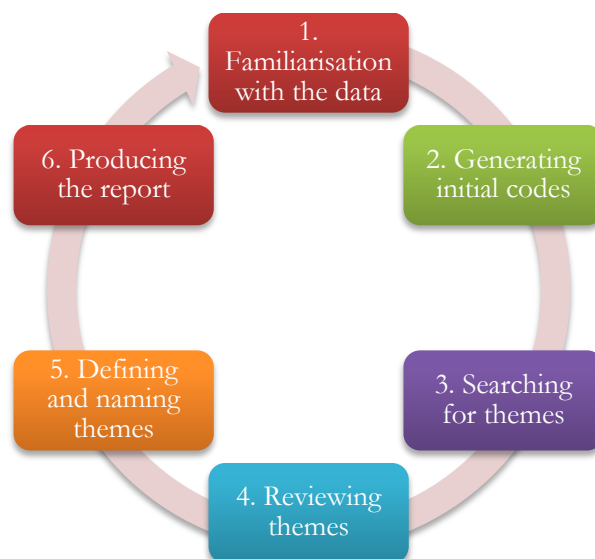 1.
Familiarisation
with the data
2. Generating
initial codes
3. Searching
for themes
4. Reviewing
themes
5. Defining
and naming
themes
6. Producing
the report